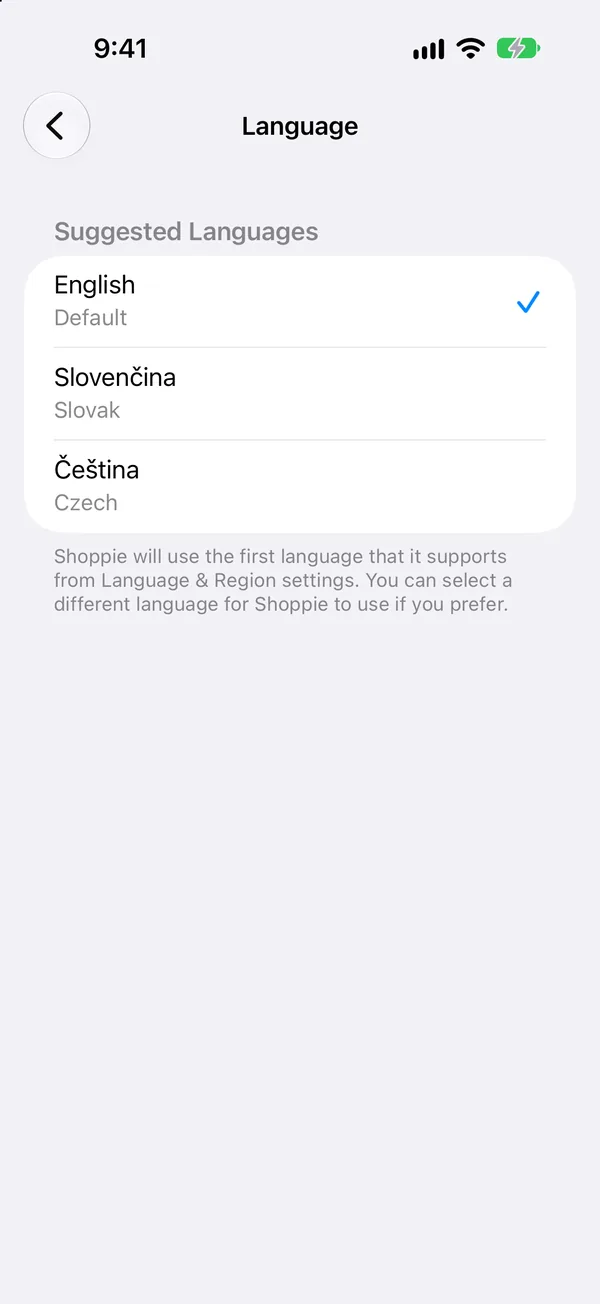 9:41
Language
Suggested Languages
English
Default
Slovenčina
Slovak
Čeština
Czech
Shoppie will use the first language that it supports
from Language & Region settings. You can select a
different language for Shoppie to use if you prefer.